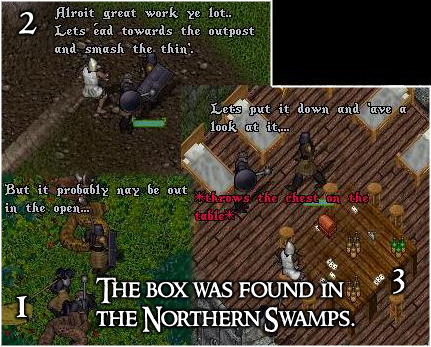 2
Alroit great work ye lot..
Lets ead towards the outpost
and smash the thin'.
Lets put it down and 'ave a
look at it....
*throws the chest on the
table*
But it probably nay be out
in the open...
1
THE BOX WAS FOUND IN
THE NORTHERN SWAMPS.
3